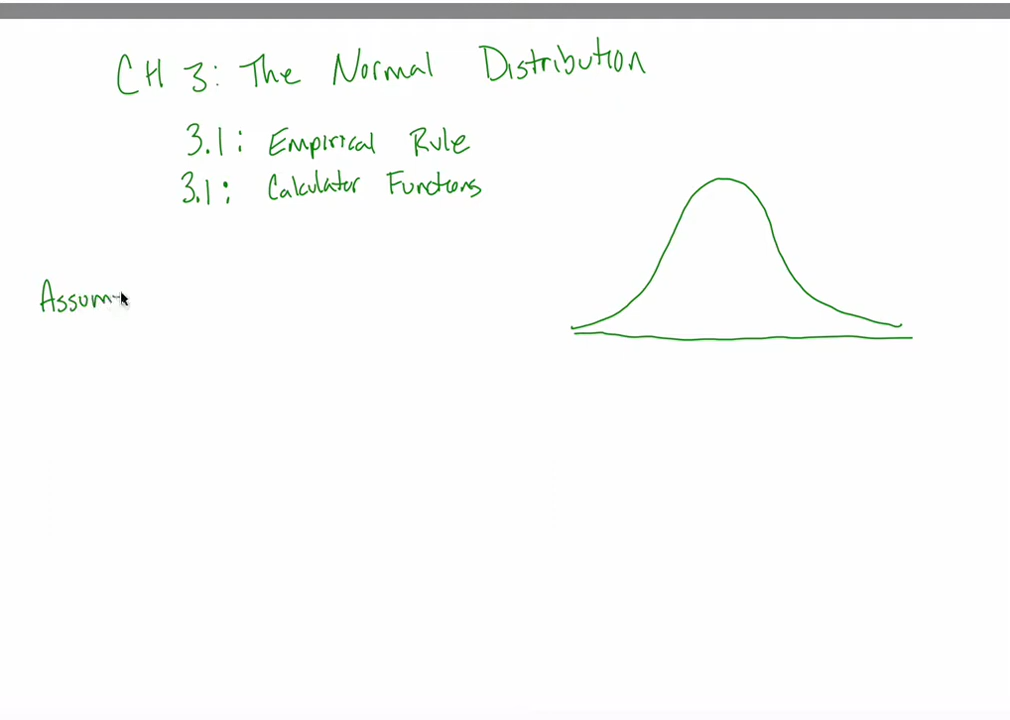 CH 3: The Normal Distribution
3.1: Empirical Rule
3.1: Calculator Functions
Assum